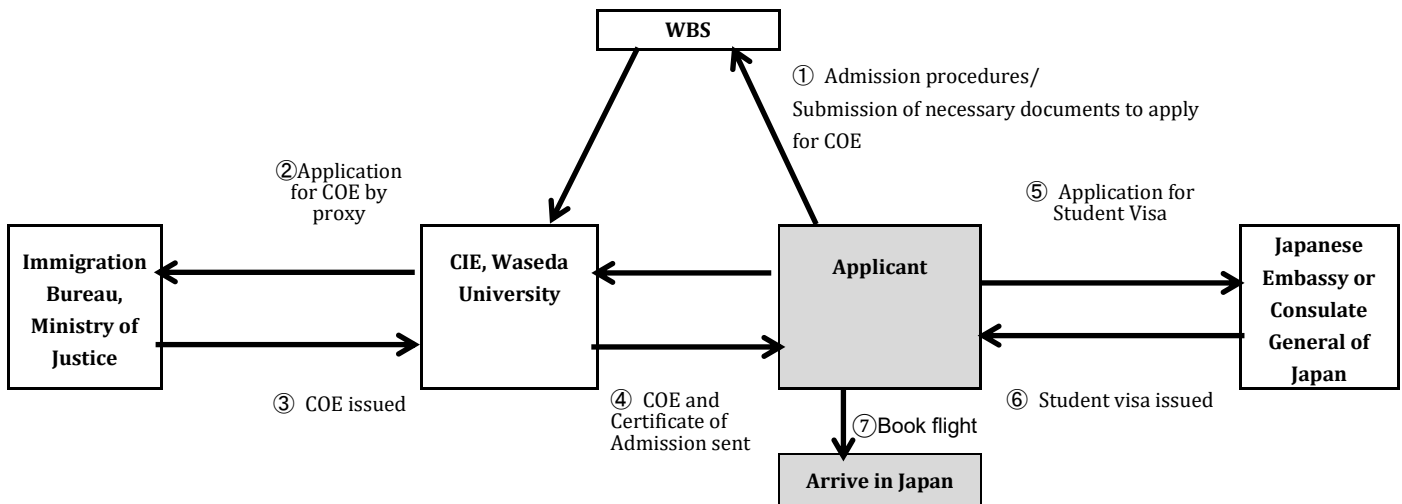 WBS
① Admission procedures/
Submission of necessary documents to apply
for COE
②Application
for COE by
proxy
⑤ Application for
Student Visa
Immigration
Bureau,
Ministry of
Justice
CIE, Waseda
University
Applicant
Japanese
Embassy or
Consulate
General of
Japan
③ COE issued
④ COE and
Certificate of
Admission sent
⑥ Student visa issued
⑦Book flight
Arrive in Japan